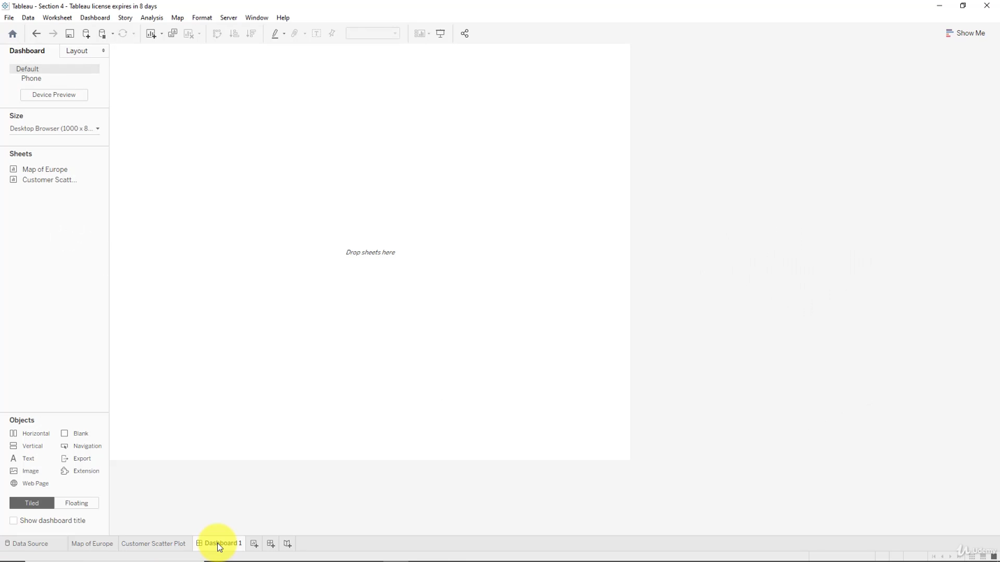 Tableau - Section 4 - Tableau license expires in 8 days
File Data Worksheet Dashboard Story Analysis Map Format Server Window Help
Show Me
Dashboard Layout
Default
Phone
Device Preview
Size
Desktop Browser (1000 x 8...
Sheets
Map of Europe
Customer Scatt...
Drop sheets here
Objects
Horizontal Blank
Vertical Navigation
Text Export
Image Extension
Web Page
Tiled Floating
Show dashboard title
Data Source Map of Europe Customer Scatter Plot Dashboard 1
Udemy